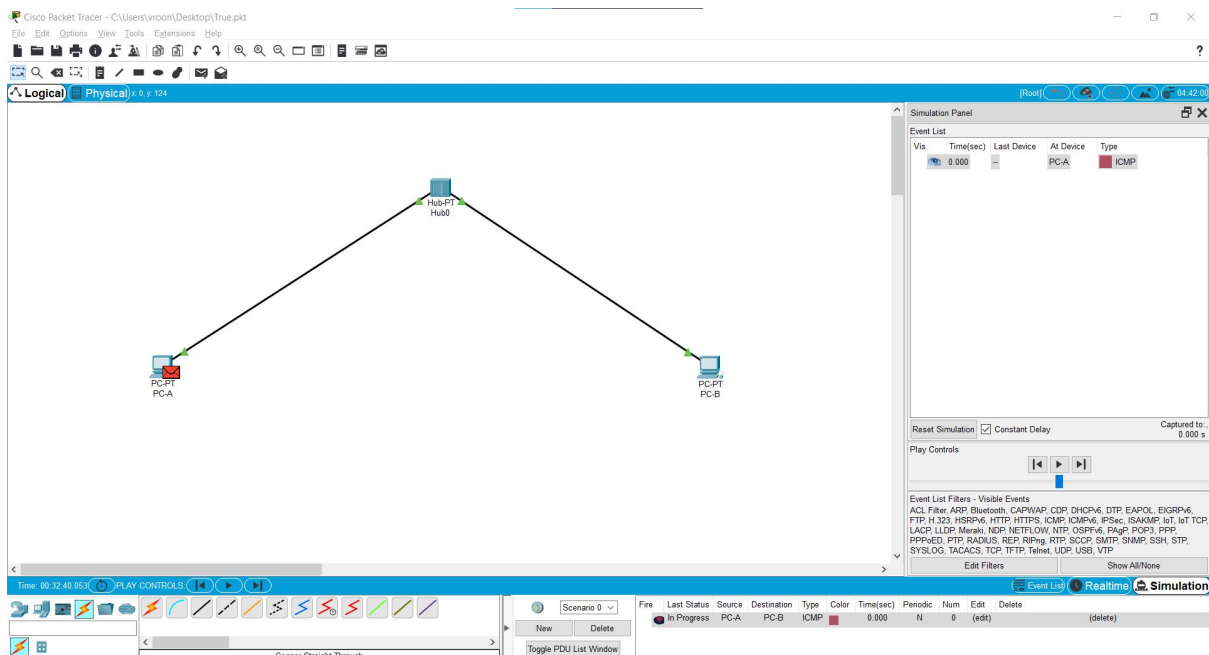 Cisco Packet Tracer - C:\Users\vroon\Desktop\True.pkt
File Edit Options View Tools Extensions Help
?
Logical Physical x: 0, y: 124 [Root] 04:42:00
Simulation Panel
Event List
Vis. Time(sec) Last Device At Device Type
0.000 -- PC-A ICMP
Hub-PT
Hub0
PC-PT
PC-A
PC-PT
PC-B
Reset Simulation Constant Delay Captured to:
0.000 s
Play Controls
Event List Filters - Visible Events
ACL Filter, ARP, Bluetooth, CAPWAP, CDP, DHCPv6, DTP, EAPOL, EIGRPv6,
FTP, H.323, HSRPv6, HTTP, HTTPS, ICMP, ICMPv6, IPSec, ISAKMP, IoT, IoT TCP,
LACP, LLDP, Meraki, NDP, NETFLOW, NTP, OSPFv6, PAgP, POP3, PPP,
PPPoED, PTP, RADIUS, REP, RIPng, RTP, SCCP, SMTP, SNMP, SSH, STP,
SYSLOG, TACACS, TCP, TFTP, Telnet, UDP, USB, VTP
Edit Filters Show All/None
Time: 00:32:40.053 PLAY CONTROLS: Event List Realtime Simulation
Scenario 0
New Delete
Toggle PDU List Window
Fire Last Status Source Destination Type Color Time(sec) Periodic Num Edit Delete
In Progress PC-A PC-B ICMP 0.000 N 0 (edit) (delete)
Copper Straight-Through